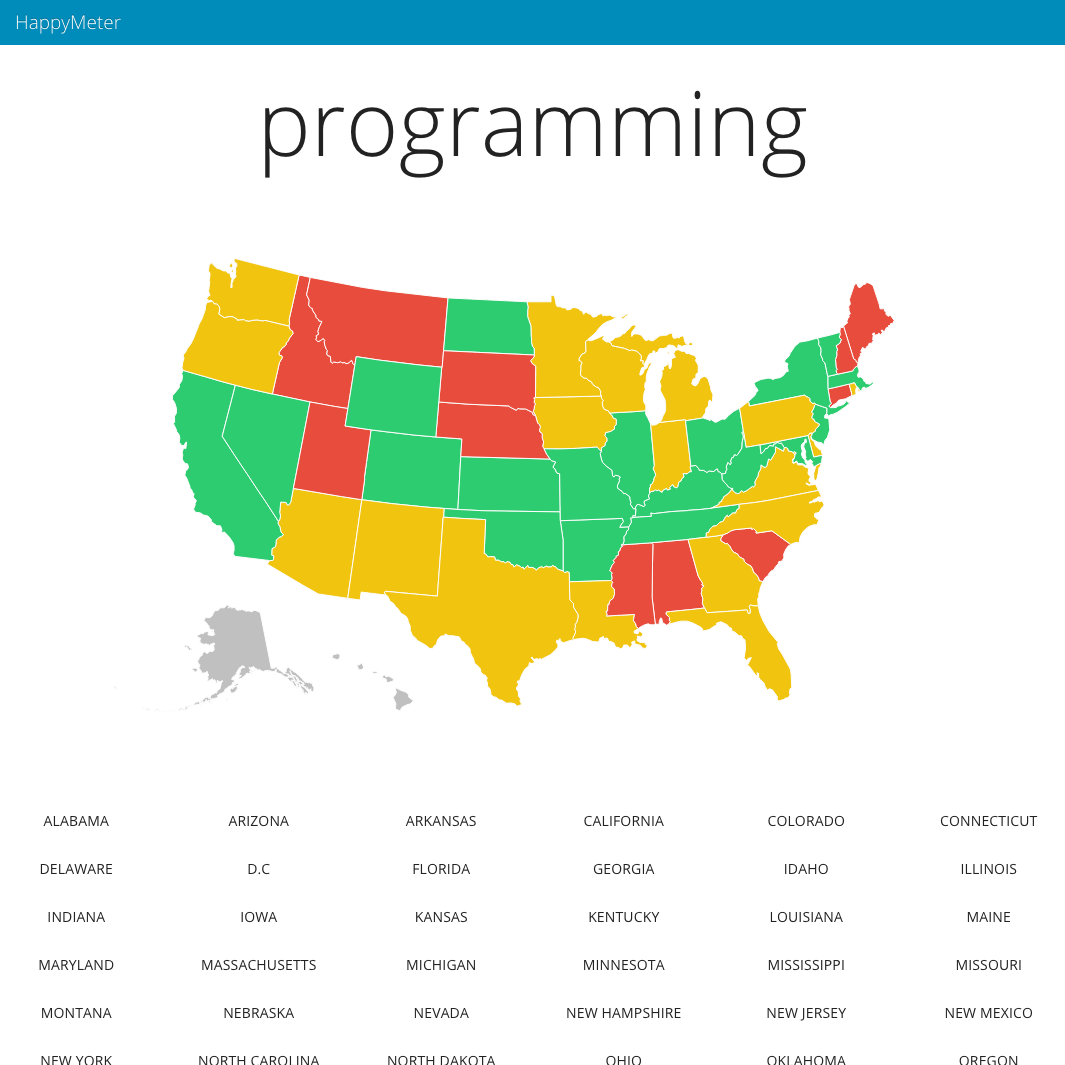 HappyMeter
programming
ALABAMA ARIZONA ARKANSAS CALIFORNIA COLORADO CONNECTICUT
DELAWARE D.C FLORIDA GEORGIA IDAHO ILLINOIS
INDIANA IOWA KANSAS KENTUCKY LOUISIANA MAINE
MARYLAND MASSACHUSETTS MICHIGAN MINNESOTA MISSISSIPPI MISSOURI
MONTANA NEBRASKA NEVADA NEW HAMPSHIRE NEW JERSEY NEW MEXICO
NEW YORK NORTH CAROLINA NORTH DAKOTA OHIO OKLAHOMA OREGON